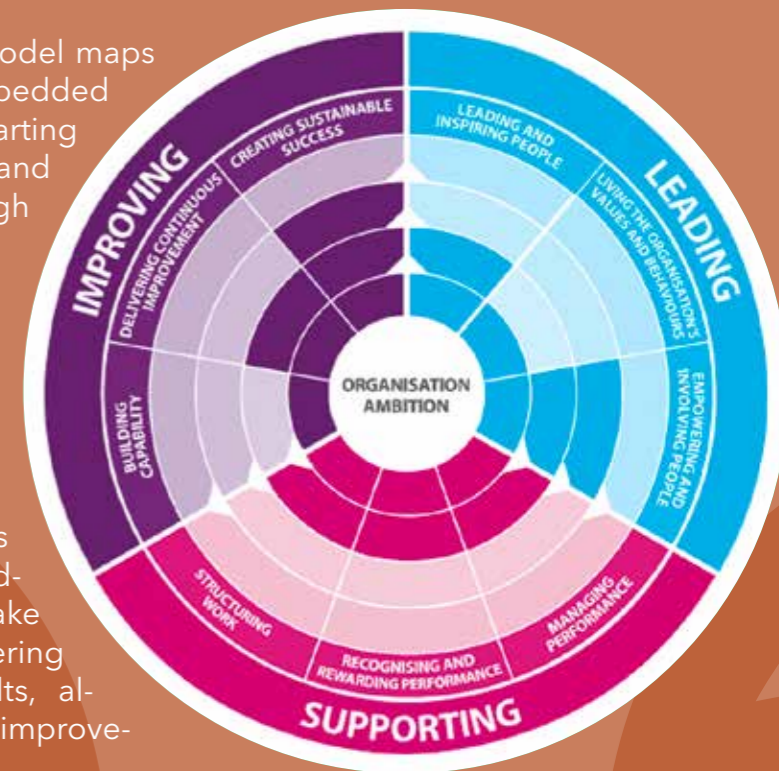 odel maps
bedded
arting
and
gh
s
d-
ake
ering
lts, al-
improve-
IMPROVING
LEADING
SUPPORTING
CREATING SUSTAINABLE
SUCCESS
DELIVERING CONTINUOUS
IMPROVEMENT
BUILDING
CAPABILITY
LEADING AND
INSPIRING PEOPLE
LIVING THE ORGANISATION'S
VALUES AND BEHAVIOURS
EMPOWERING AND
INVOLVING PEOPLE
MANAGING
PERFORMANCE
RECOGNISING AND
REWARDING PERFORMANCE
STRUCTURING
WORK
ORGANISATION
AMBITION